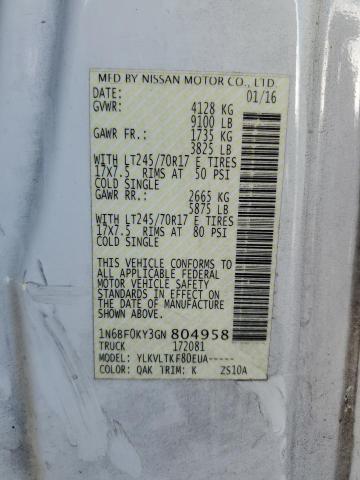 MFD BY NISSAN MOTOR CO., LTD.
DATE: 01/16
GVWR: 4128 KG
9100 LB
GAWR FR.: 1735 KG
3825 LB
WITH LT245/70R17 E TIRES
17X7.5 RIMS AT 50 PSI
COLD SINGLE
GAWR RR.: 2665 KG
5875 LB
WITH LT245/70R17 E TIRES
17X7.5 RIMS AT 80 PSI
COLD SINGLE
THIS VEHICLE CONFORMS TO
ALL APPLICABLE FEDERAL
MOTOR VEHICLE SAFETY
STANDARDS IN EFFECT ON
THE DATE OF MANUFACTURE
SHOWN ABOVE.
1N6BF0KY3GN 804958
TRUCK 172081
MODEL: YLKVLTKF80EUA-----
COLOR: QAK TRIM: K ZS10A